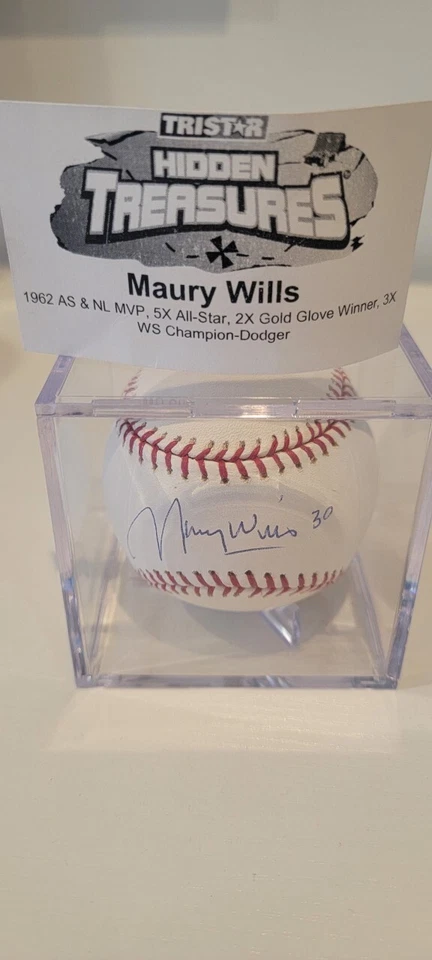 TRISTAR
HIDDEN
TREASURES
Maury Wills
1962 AS & NL MVP, 5X All-Star, 2X Gold Glove Winner, 3X
WS Champion-Dodger
Maury Wills 30